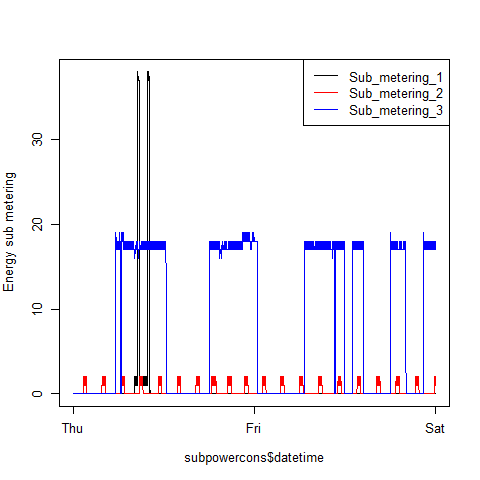 Sub_metering_1
Sub_metering_2
Sub_metering_3
Energy sub metering
30
20
10
0
Thu Fri Sat
subpowercons$datetime